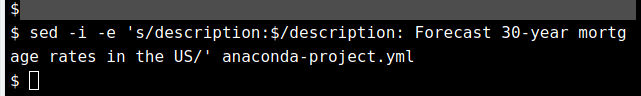 $
$ sed -i -e 's/description:$/description: Forecast 30-year mortg
age rates in the US/' anaconda-project.yml
$